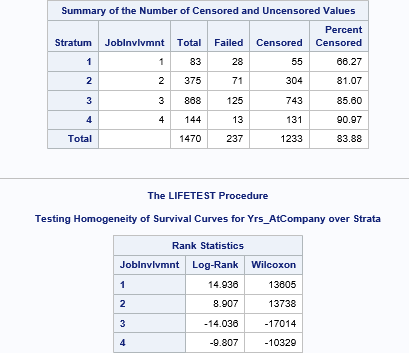 Summary of the Number of Censored and Uncensored Values
Stratum JobInvlvmnt Total Failed Censored Percent Censored
1 1 83 28 55 66.27
2 2 375 71 304 81.07
3 3 868 125 743 85.60
4 4 144 13 131 90.97
Total 1470 237 1233 83.88
The LIFETEST Procedure
Testing Homogeneity of Survival Curves for Yrs_AtCompany over Strata
Rank Statistics
JobInvlvmnt Log-Rank Wilcoxon
1 14.936 13605
2 8.907 13738
3 -14.036 -17014
4 -9.807 -10329